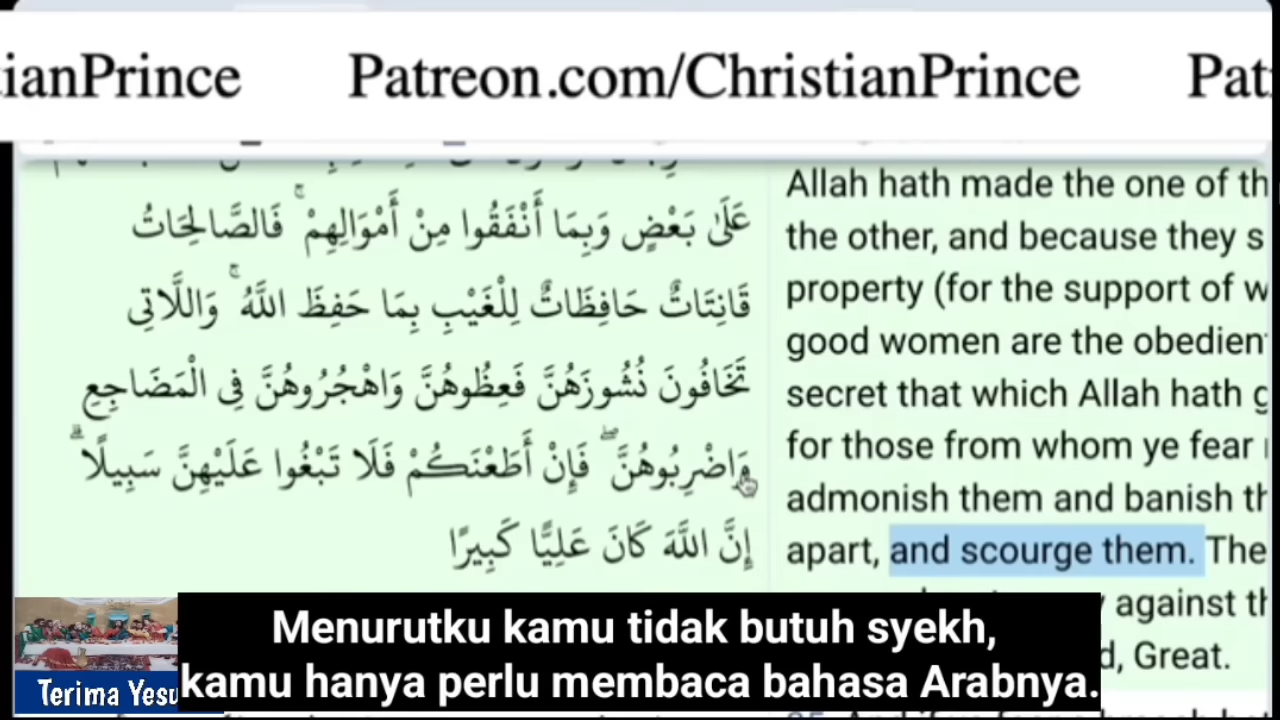 ianPrince Patreon.com/ChristianPrince Pat
عَلَىٰ بَعْضٍ وَبِمَا أَنْفَقُوا مِنْ أَمْوَالِهِمْ ۚ فَالصَّالِحَاتُ
قَانِتَاتٌ حَافِظَاتٌ لِلْغَيْبِ بِمَا حَفِظَ اللَّهُ ۚ وَاللَّاتِي
تَخَافُونَ نُشُوزَهُنَّ فَعِظُوهُنَّ وَاهْجُرُوهُنَّ فِي الْمَضَاجِعِ
وَاضْرِبُوهُنَّ ۖ فَإِنْ أَطَعْنَكُمْ فَلَا تَبْغُوا عَلَيْهِنَّ سَبِيلًا ۗ
إِنَّ اللَّهَ كَانَ عَلِيًّا كَبِيرًا
Allah hath made the one of th
the other, and because they s
property (for the support of w
good women are the obedient
secret that which Allah hath g
for those from whom ye fear
admonish them and banish th
apart, and scourge them. The
against th
d, Great.
Terima Yesu
Menurutku kamu tidak butuh syekh,
kamu hanya perlu membaca bahasa Arabnya.